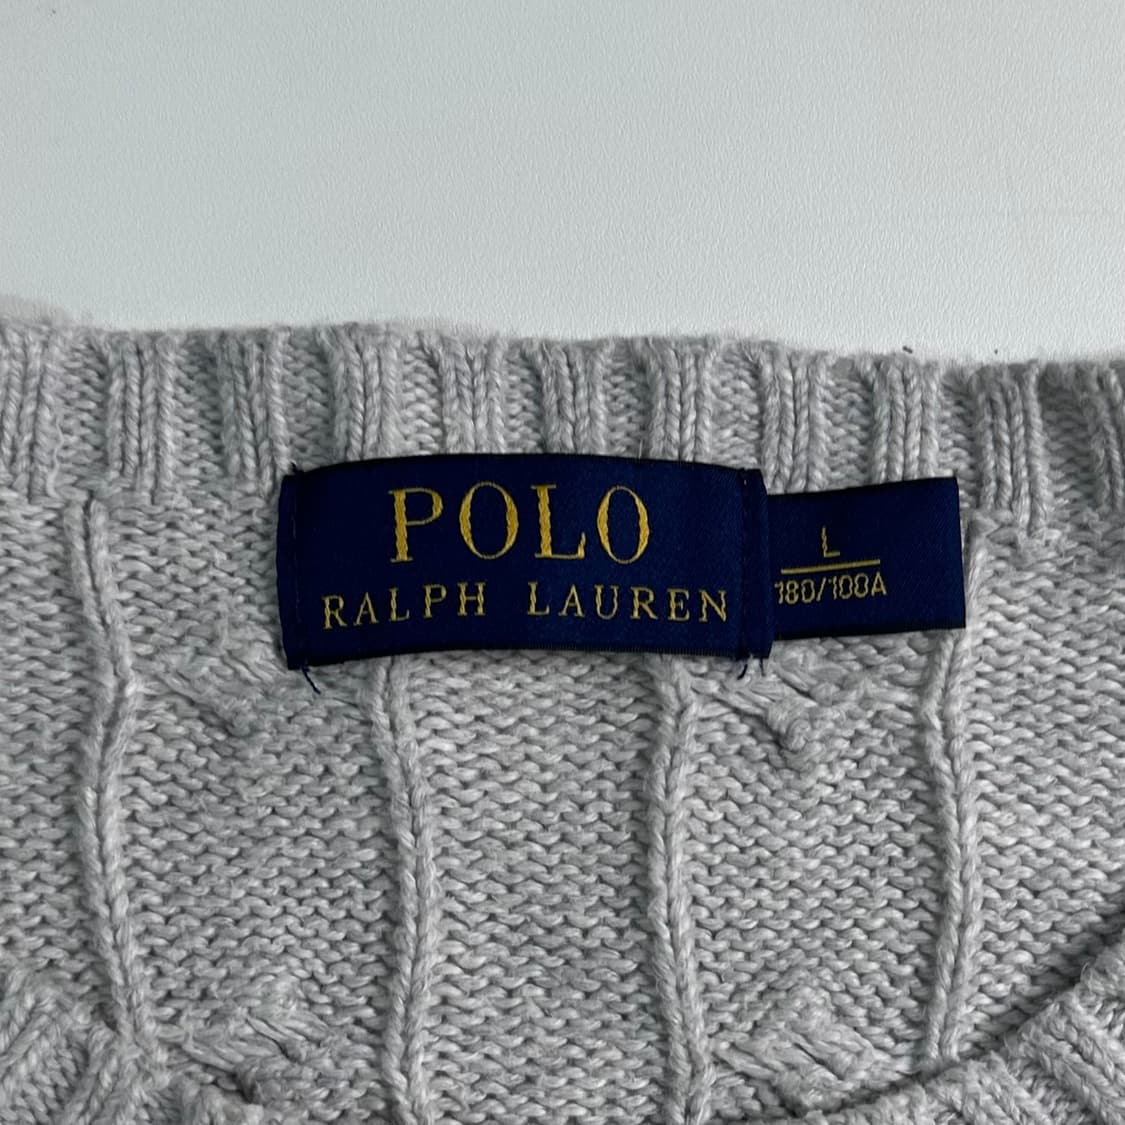 POLO
RALPH LAUREN
L
180/100A